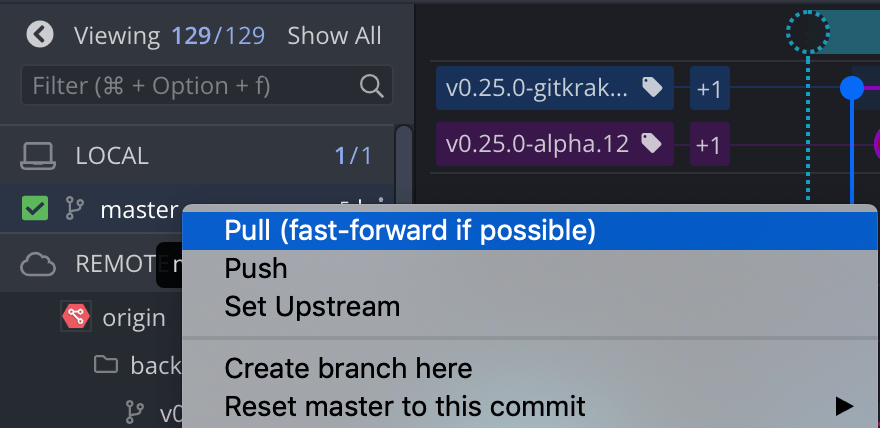 Viewing 129/129 Show All
Filter (⌘ + Option + f)
v0.25.0-gitkrak... +1
v0.25.0-alpha.12 +1
LOCAL 1/1
master
Pull (fast-forward if possible)
REMOTE
Push
Set Upstream
origin
back
Create branch here
v0
Reset master to this commit